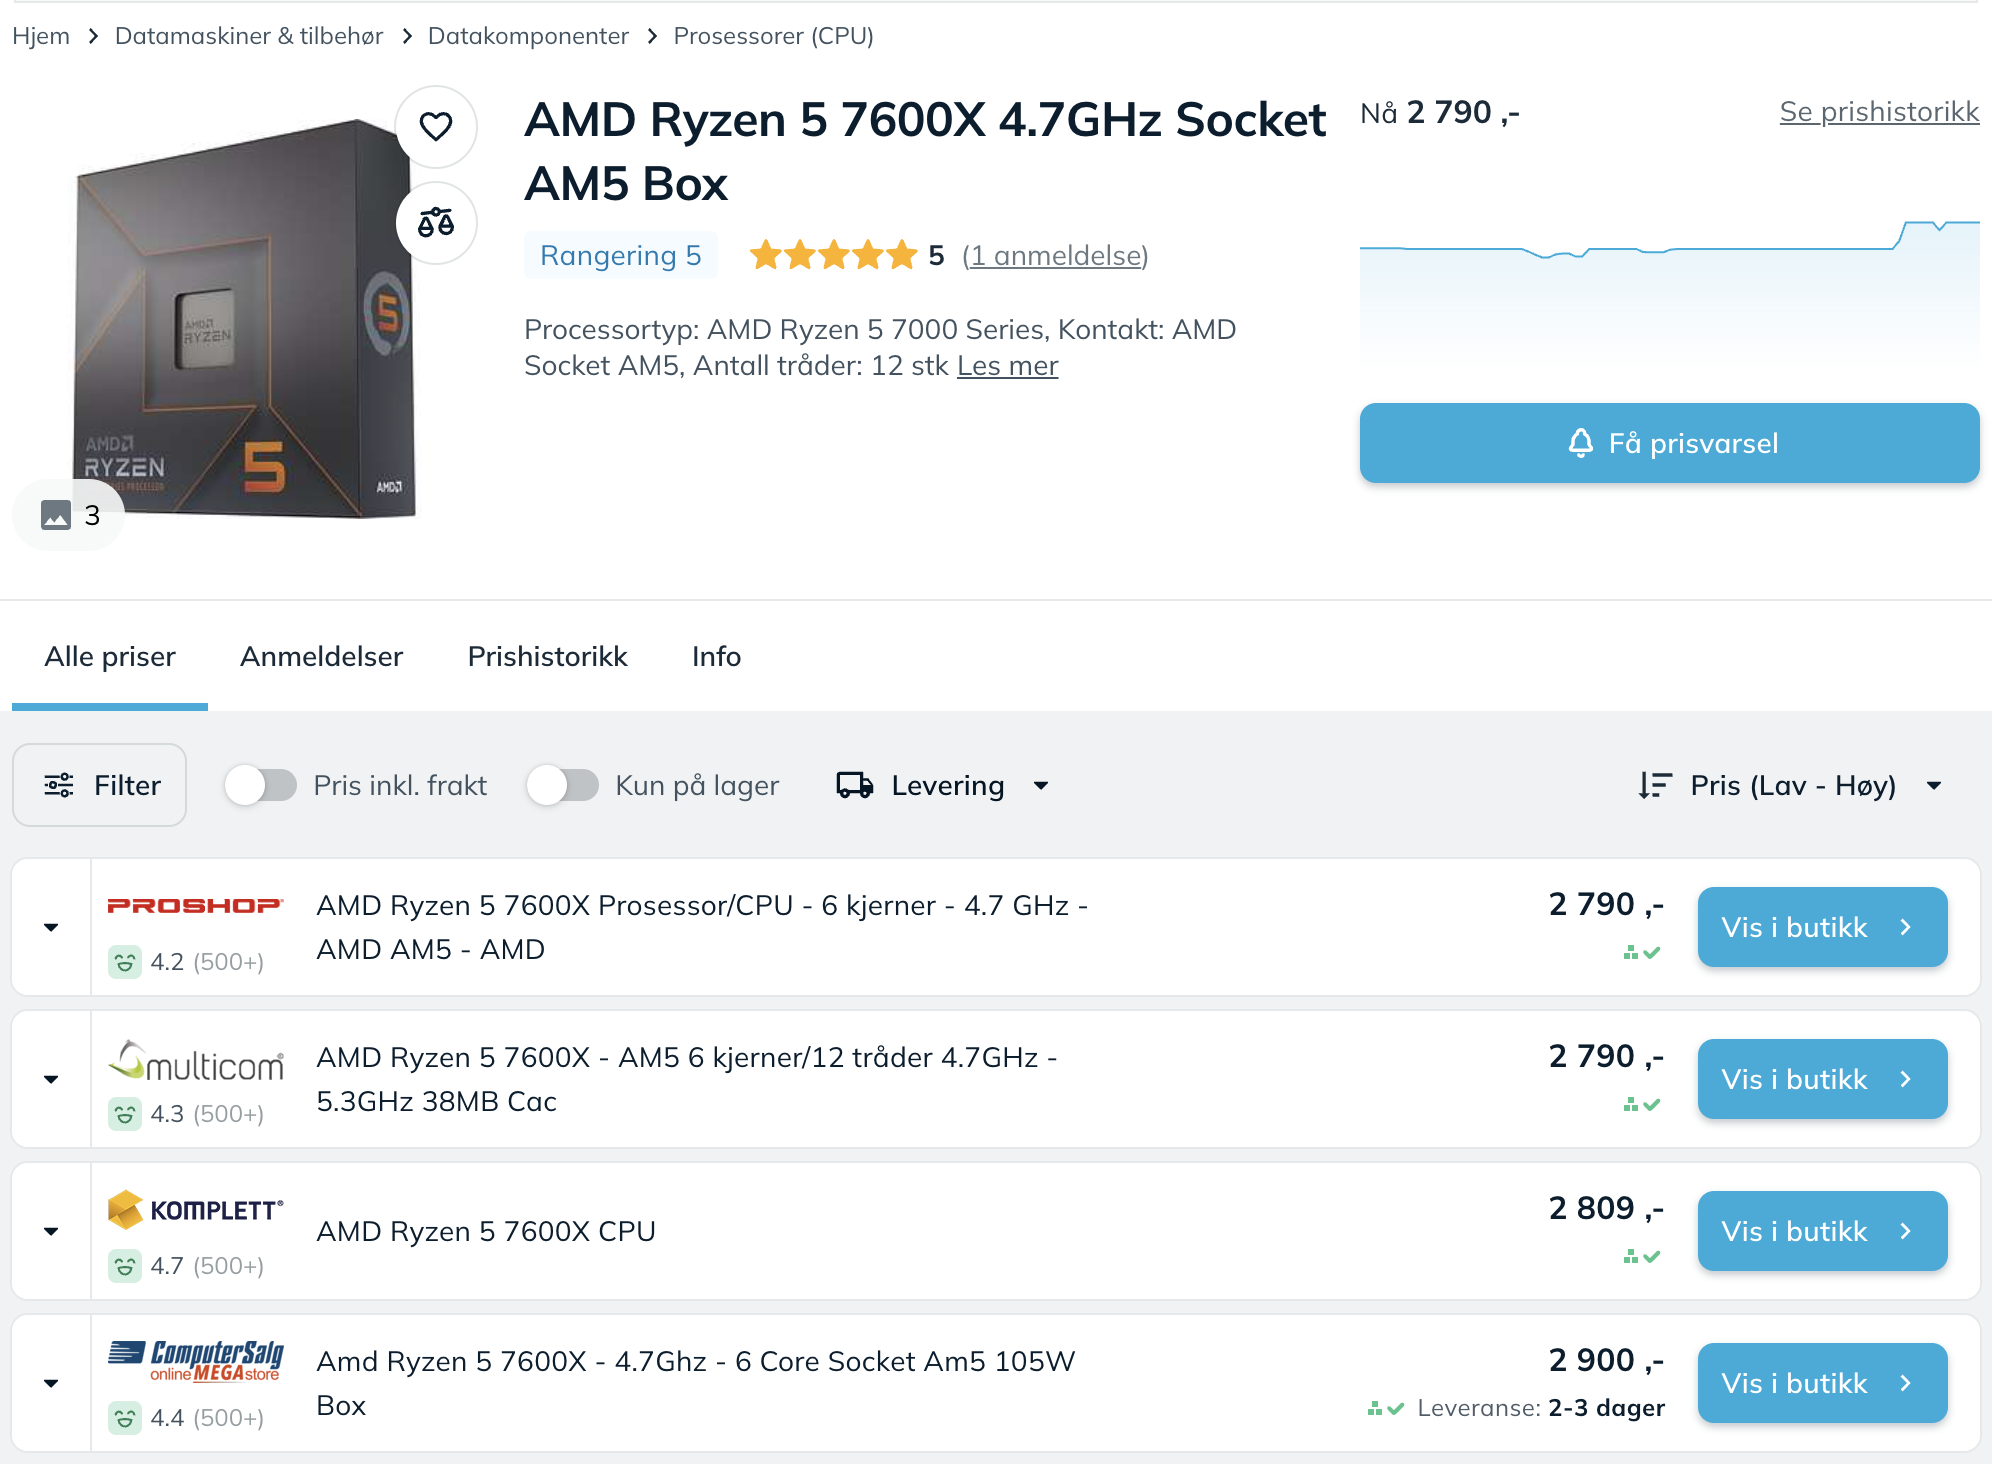 Hjem > Datamaskiner & tilbehør > Datakomponenter > Prosessorer (CPU)
AMD
RYZEN
5
AMD
RYZEN
5
AMD
3
AMD Ryzen 5 7600X 4.7GHz Socket
AM5 Box
Rangering 5
5 (1 anmeldelse)
Processortyp: AMD Ryzen 5 7000 Series, Kontakt: AMD
Socket AM5, Antall tråder: 12 stk Les mer
Nå 2 790 ,-
Se prishistorikk
Få prisvarsel
Alle priser
Anmeldelser
Prishistorikk
Info
Filter
Pris inkl. frakt
Kun på lager
Levering
Pris (Lav - Høy)
PROSHOP
4.2 (500+)
AMD Ryzen 5 7600X Prosessor/CPU - 6 kjerner - 4.7 GHz -
AMD AM5 - AMD
2 790 ,-
Vis i butikk
multicom
4.3 (500+)
AMD Ryzen 5 7600X - AM5 6 kjerner/12 tråder 4.7GHz -
5.3GHz 38MB Cac
2 790 ,-
Vis i butikk
KOMPLETT
4.7 (500+)
AMD Ryzen 5 7600X CPU
2 809 ,-
Vis i butikk
ComputerSalg
online MEGAstore
4.4 (500+)
Amd Ryzen 5 7600X - 4.7Ghz - 6 Core Socket Am5 105W
Box
2 900 ,-
Leveranse: 2-3 dager
Vis i butikk